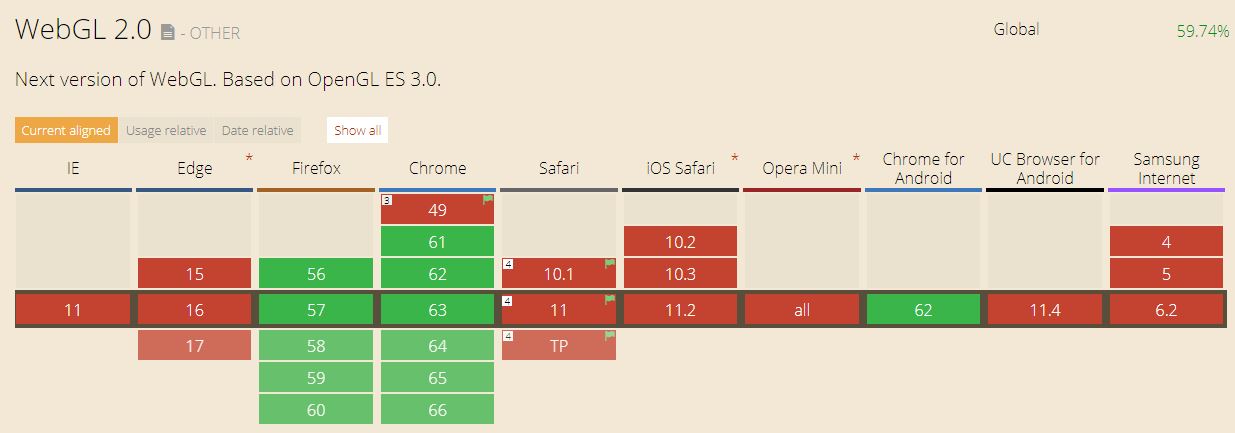 WebGL 2.0 - OTHER Global 59.74%
Next version of WebGL. Based on OpenGL ES 3.0.
Current aligned Usage relative Date relative Show all
IE Edge * Firefox Chrome Safari iOS Safari * Opera Mini * Chrome for Android UC Browser for Android Samsung Internet
3 49
61 10.2 4
15 56 62 4 10.1 10.3 5
11 16 57 63 4 11 11.2 all 62 11.4 6.2
17 58 64 4 TP
59 65
60 66